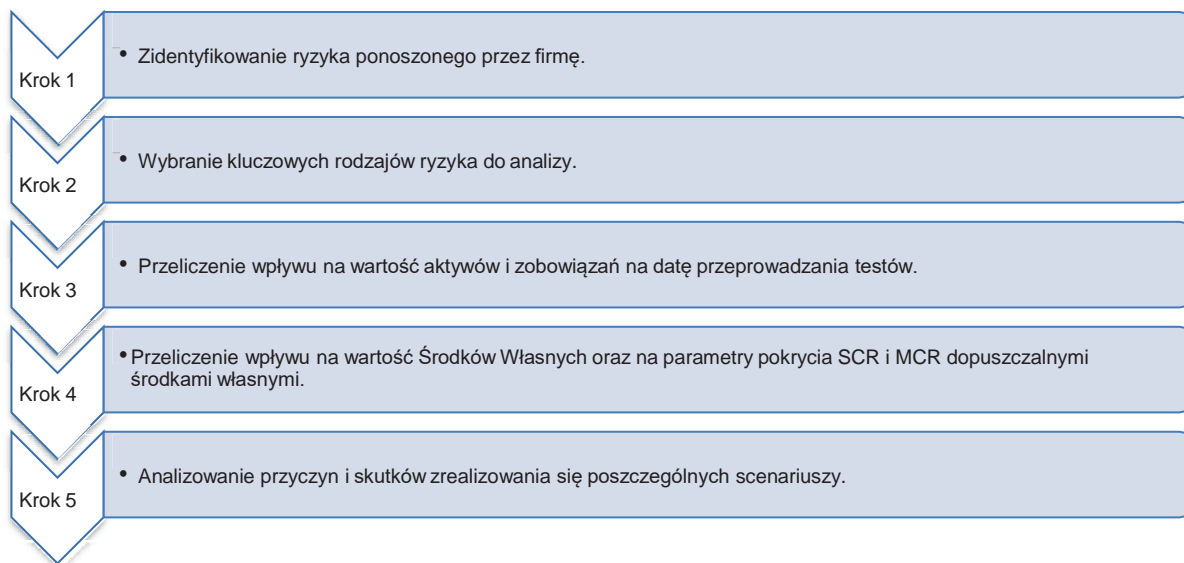 Krok 1
• Zidentyfikowanie ryzyka ponoszonego przez firmę.
Krok 2
• Wybranie kluczowych rodzajów ryzyka do analizy.
Krok 3
• Przeliczenie wpływu na wartość aktywów i zobowiązań na datę przeprowadzania testów.
Krok 4
• Przeliczenie wpływu na wartość Środków Własnych oraz na parametry pokrycia SCR i MCR dopuszczalnymi
środkami własnymi.
Krok 5
• Analizowanie przyczyn i skutków zrealizowania się poszczególnych scenariuszy.